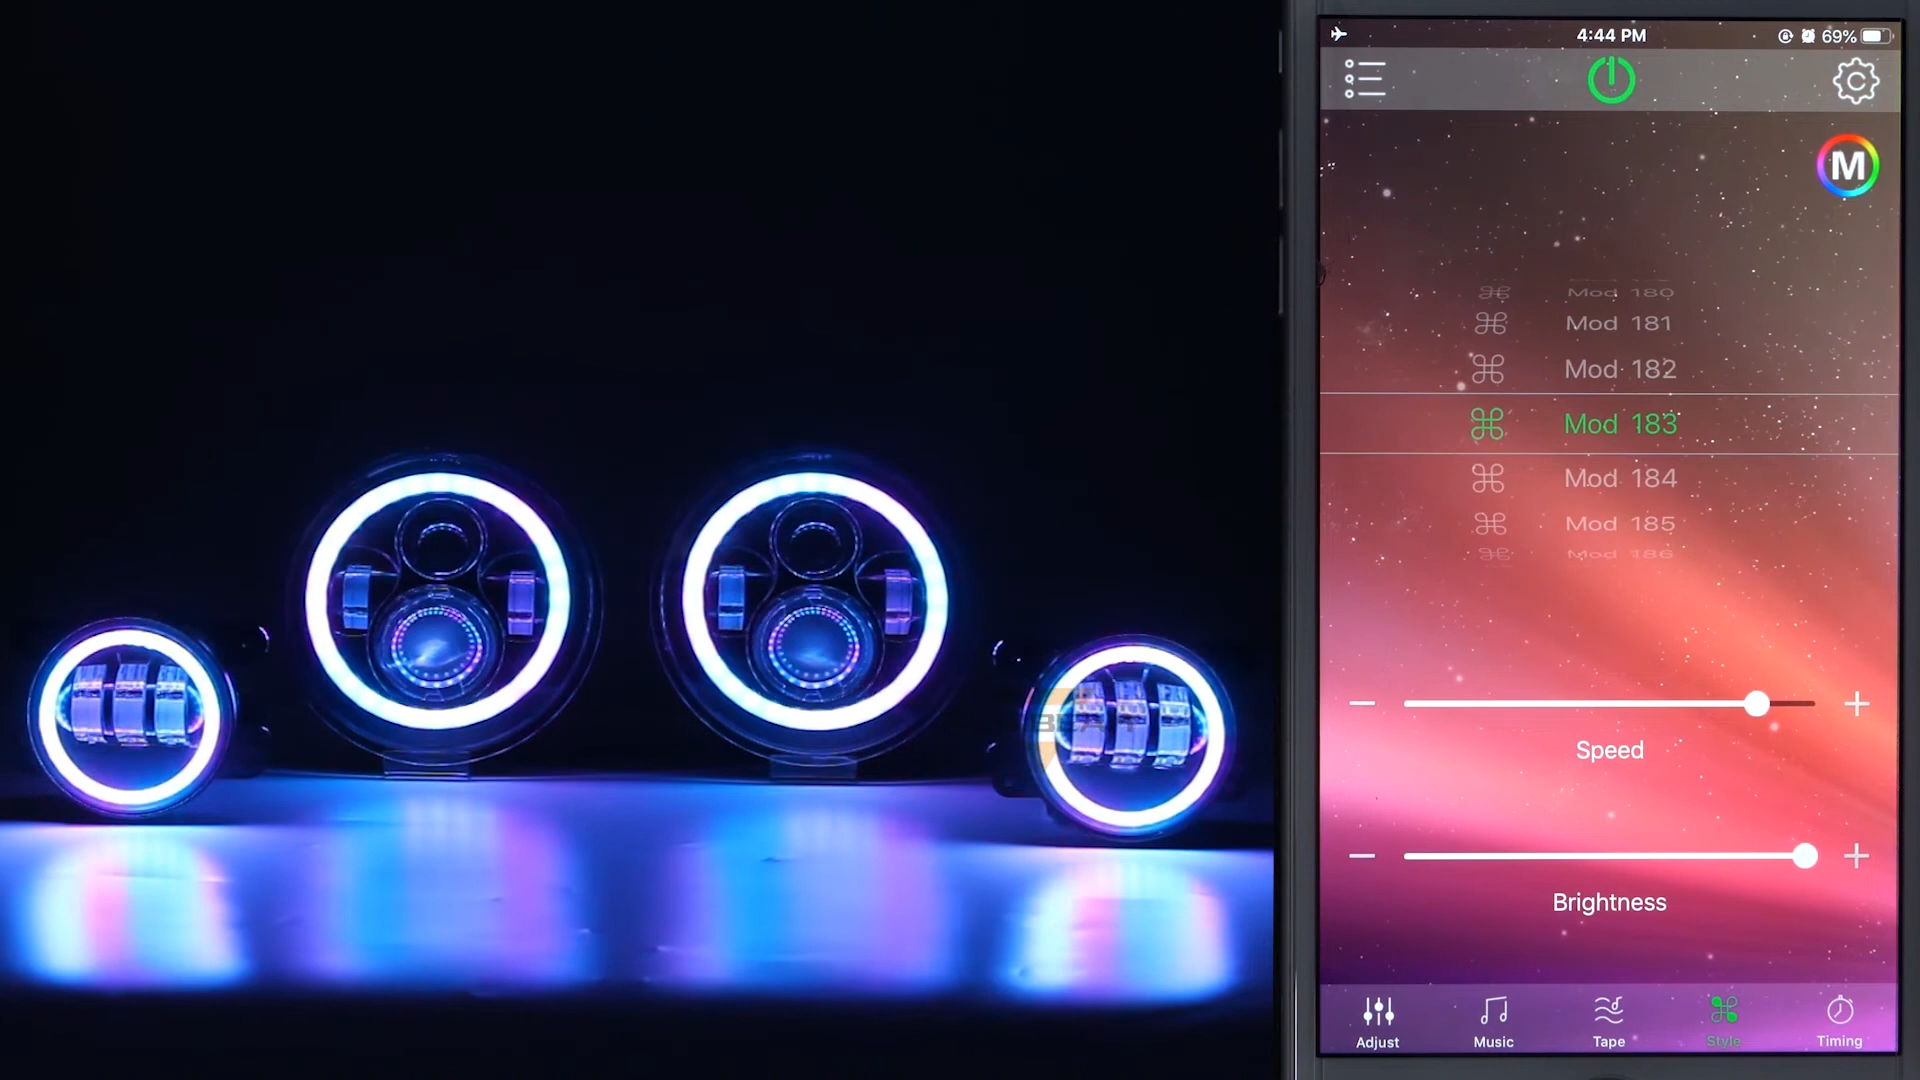 4:44 PM
69%
M
Mod 180
Mod 181
Mod 182
Mod 183
Mod 184
Mod 185
Mod 186
Speed
Brightness
Adjust
Music
Tape
Style
Timing